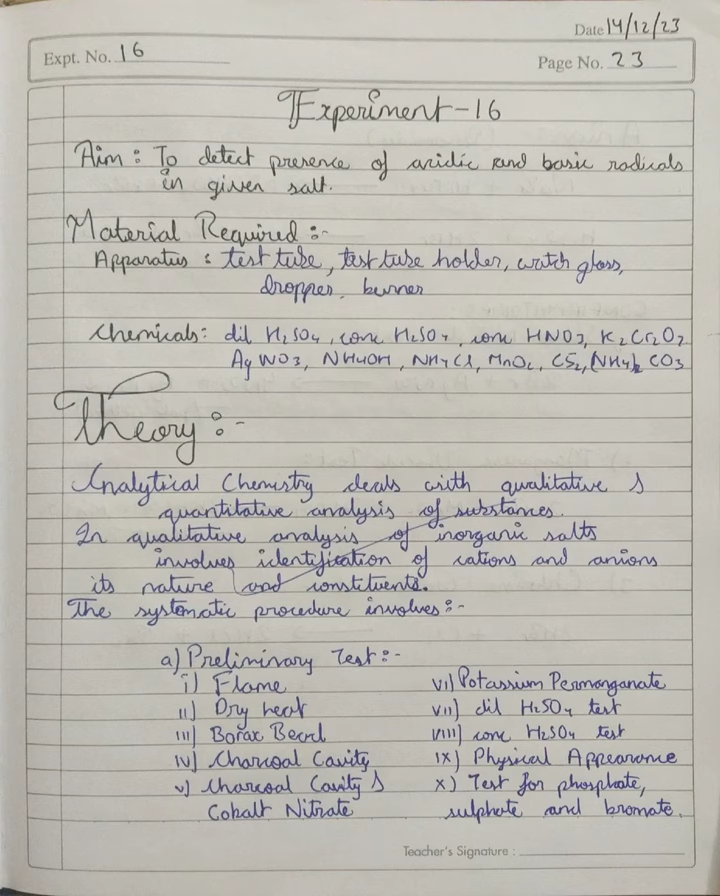 Date 14/12/23
Expt. No. 16
Page No. 23
Experiment-16
Aim : To detect presence of acidic and basic radicals
in given salt.
Material Required :-
Apparatus : test tube, test tube holder, watch glass,
dropper, burner
Chemicals: dil H2SO4, conc H2SO4, conc HNO3, K2Cr2O7
AgNO3, NH4OH, NH4Cl, MnO2, CS2, (NH4)2 CO3
Theory :-
Analytical Chemistry deals with qualitative &
quantitative analysis of substances.
In qualitative analysis of inorganic salts
involves identification of cations and anions
its nature and constituents.
The systematic procedure involves :-
a) Preliminary Test :-
i) Flame
ii) Dry heat
iii) Borax Bead
iv) Charcoal Cavity
v) Charcoal Cavity &
Cobalt Nitrate
vi) Potassium Permanganate
vii) dil H2SO4 test
viii) conc H2SO4 test
ix) Physical Appearance
x) Test for phosphate,
sulphate and bromate.
Teacher's Signature :